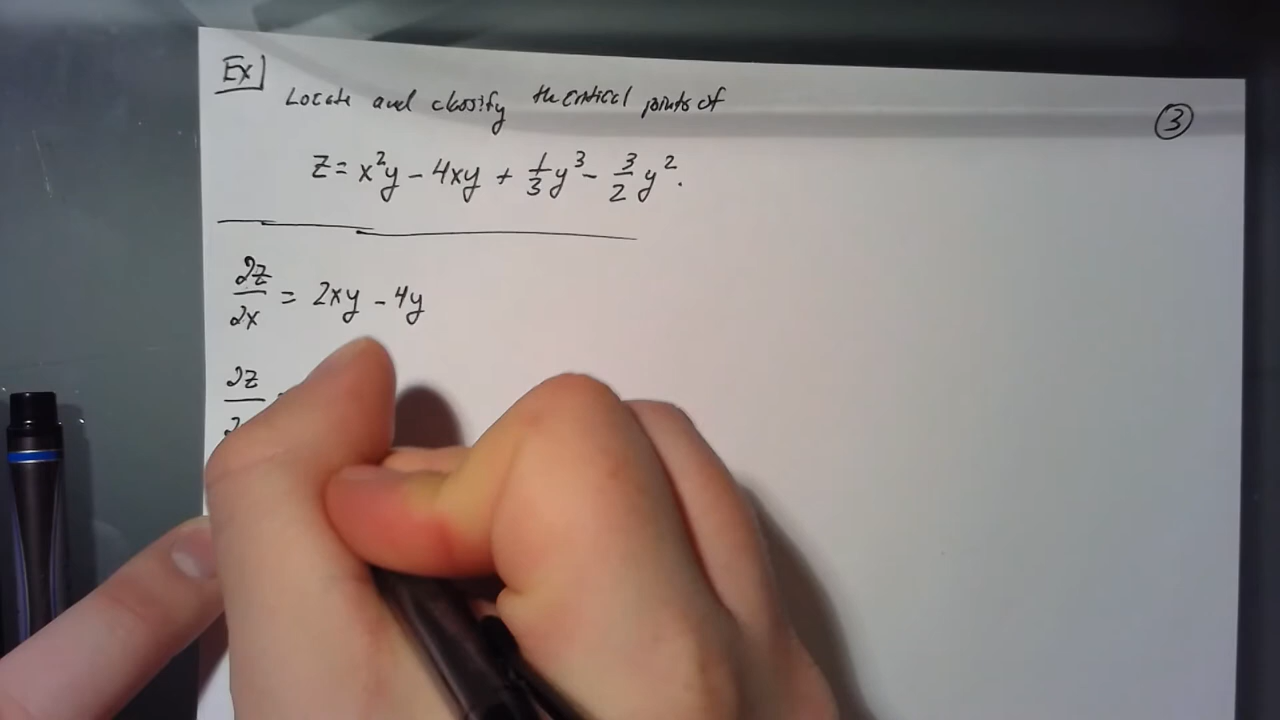 Ex
Locate and classify the critical points of
③
z = x²y - 4xy + 1/3 y³ - 3/2 y².
∂z/∂x = 2xy - 4y
∂z